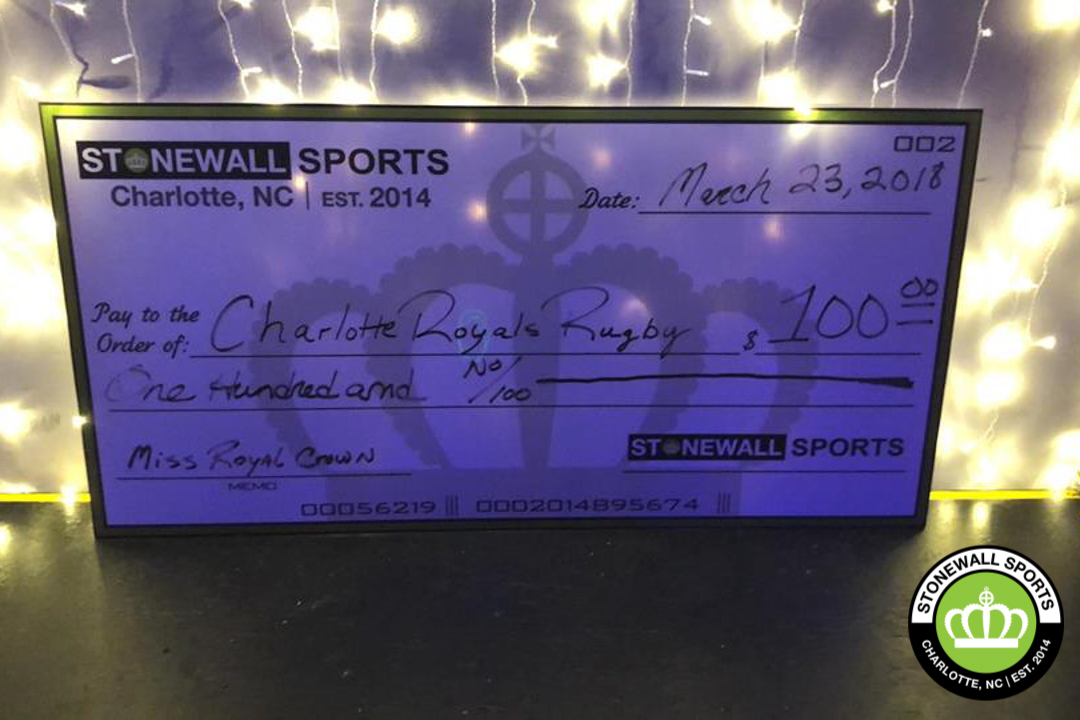 002
STONEWALL SPORTS
Charlotte, NC | EST. 2014
Date: March 23, 2018
Pay to the
Order of: Charlotte Royals Rugby $ 100 00
One Hundred and No/100
Miss Royal Crown
MEMO
STONEWALL SPORTS
00056219 ||| 0002014895674 |||
STONEWALL SPORTS
CHARLOTTE, NC | EST. 2014